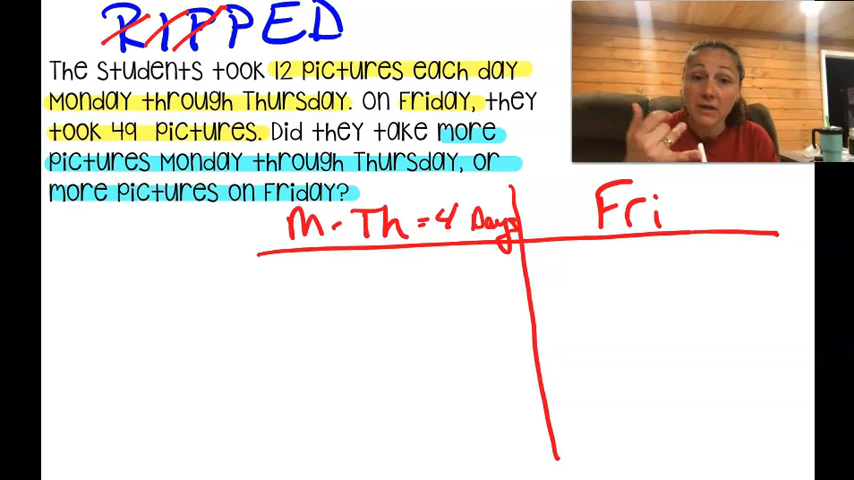 RIPPED
The students took 12 pictures each day
Monday through Thursday. On Friday, they
took 49 pictures. Did they take more
pictures Monday through Thursday, or
more pictures on Friday?
M-Th=4 Days
Fri